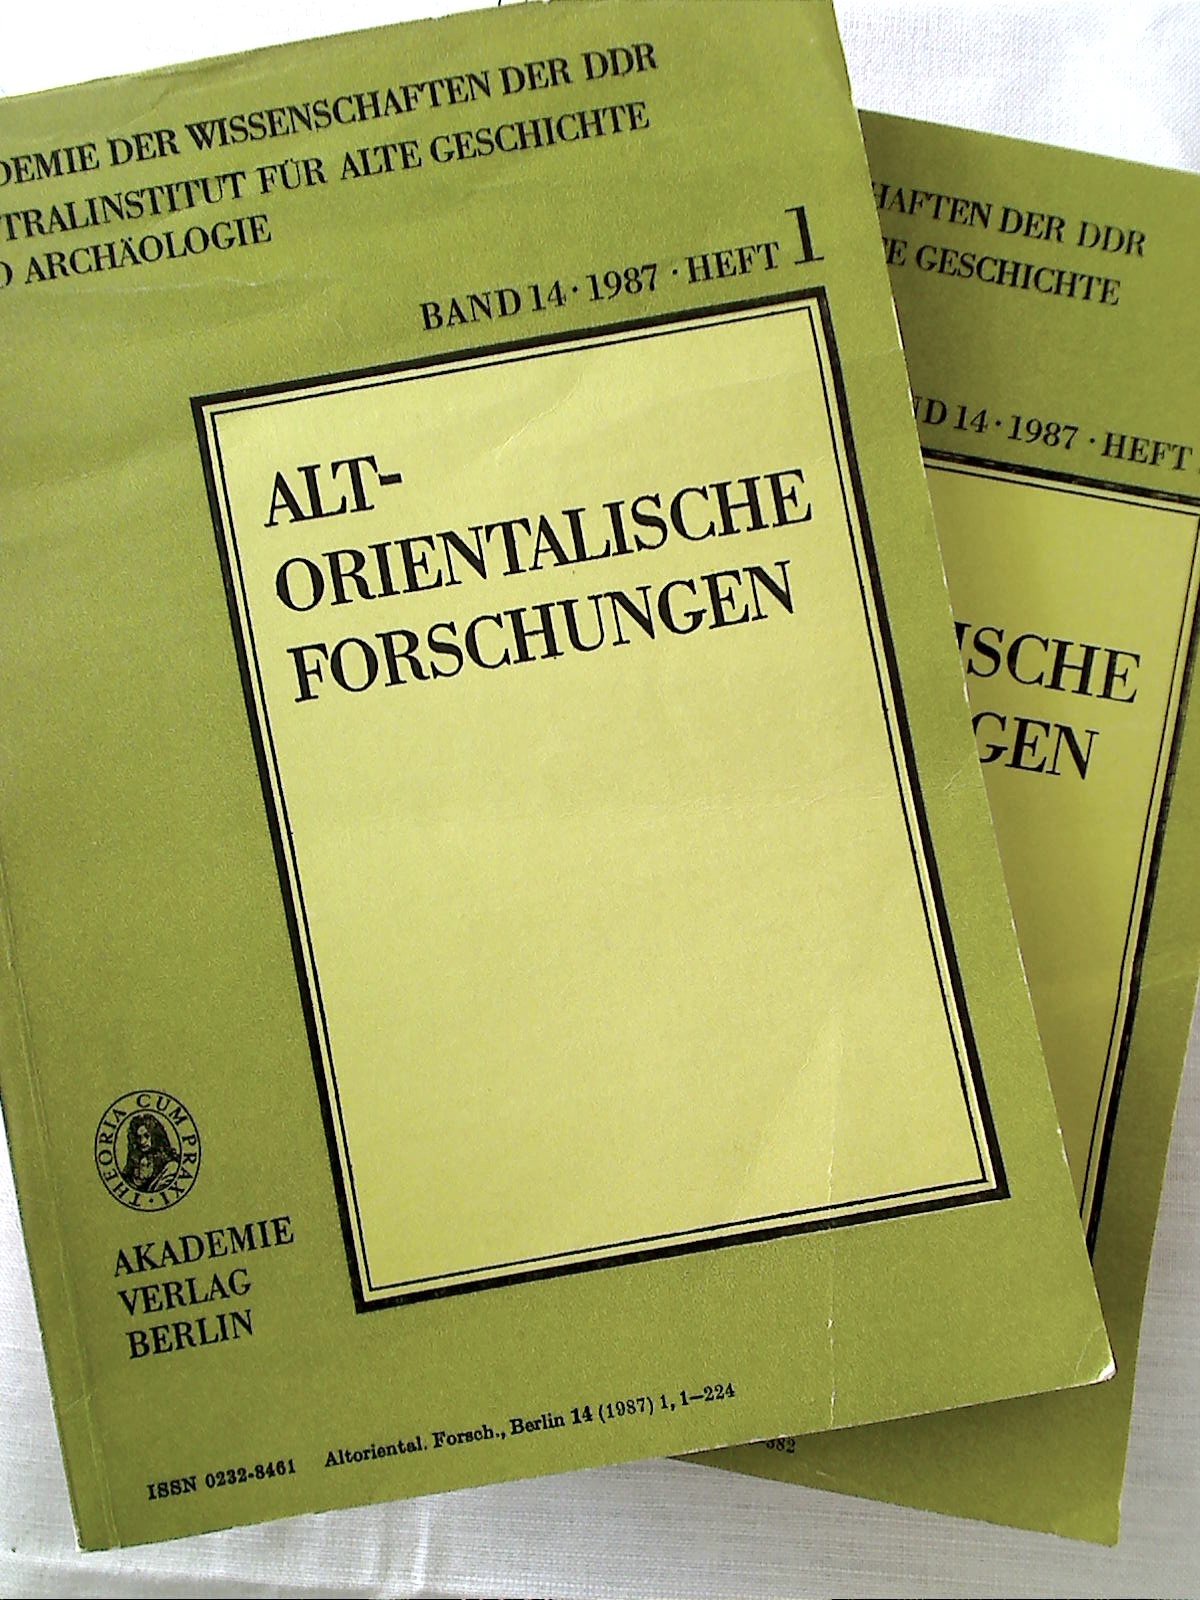 DEMIE DER WISSENSCHAFTEN DER DDR
TRALINSTITUT FÜR ALTE GESCHICHTE
D ARCHÄOLOGIE
BAND 14 · 1987 · HEFT 1
ALT-
ORIENTALISCHE
FORSCHUNGEN
THEORIA CUM PRAXI
AKADEMIE
VERLAG
BERLIN
ISSN 0232-8461 Altoriental. Forsch., Berlin 14 (1987) 1, 1—224
HAFTEN DER DDR
TE GESCHICHTE
ND 14 · 1987 · HEFT
ISCHE
GEN
382